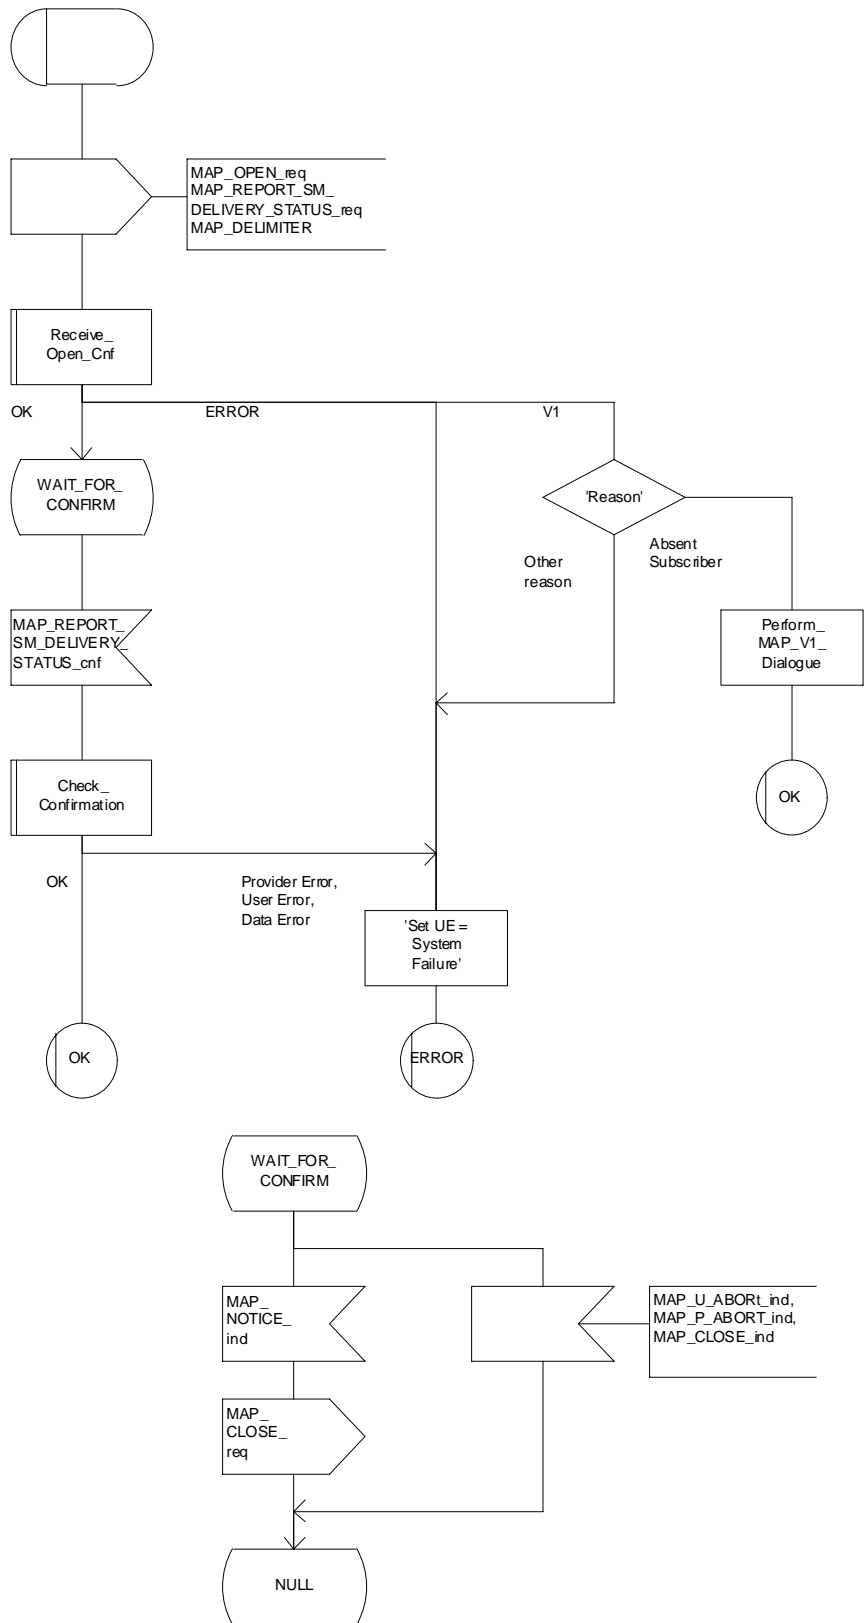 MAP_OPEN_req
MAP_REPORT_SM_
DELIVERY_STATUS_req
MAP_DELIMITER
Receive_
Open_Cnf
OK
ERROR
V1
WAIT_FOR_
CONFIRM
'Reason'
Other
reason
Absent
Subscriber
MAP_REPORT_
SM_DELIVERY_
STATUS_cnf
Perform_
MAP_V1_
Dialogue
Check_
Confirmation
OK
OK
Provider Error,
User Error,
Data Error
'Set UE =
System
Failure'
OK
ERROR
WAIT_FOR_
CONFIRM
MAP_
NOTICE_
ind
MAP_U_ABORt_ind,
MAP_P_ABORT_ind,
MAP_CLOSE_ind
MAP_
CLOSE_
req
NULL